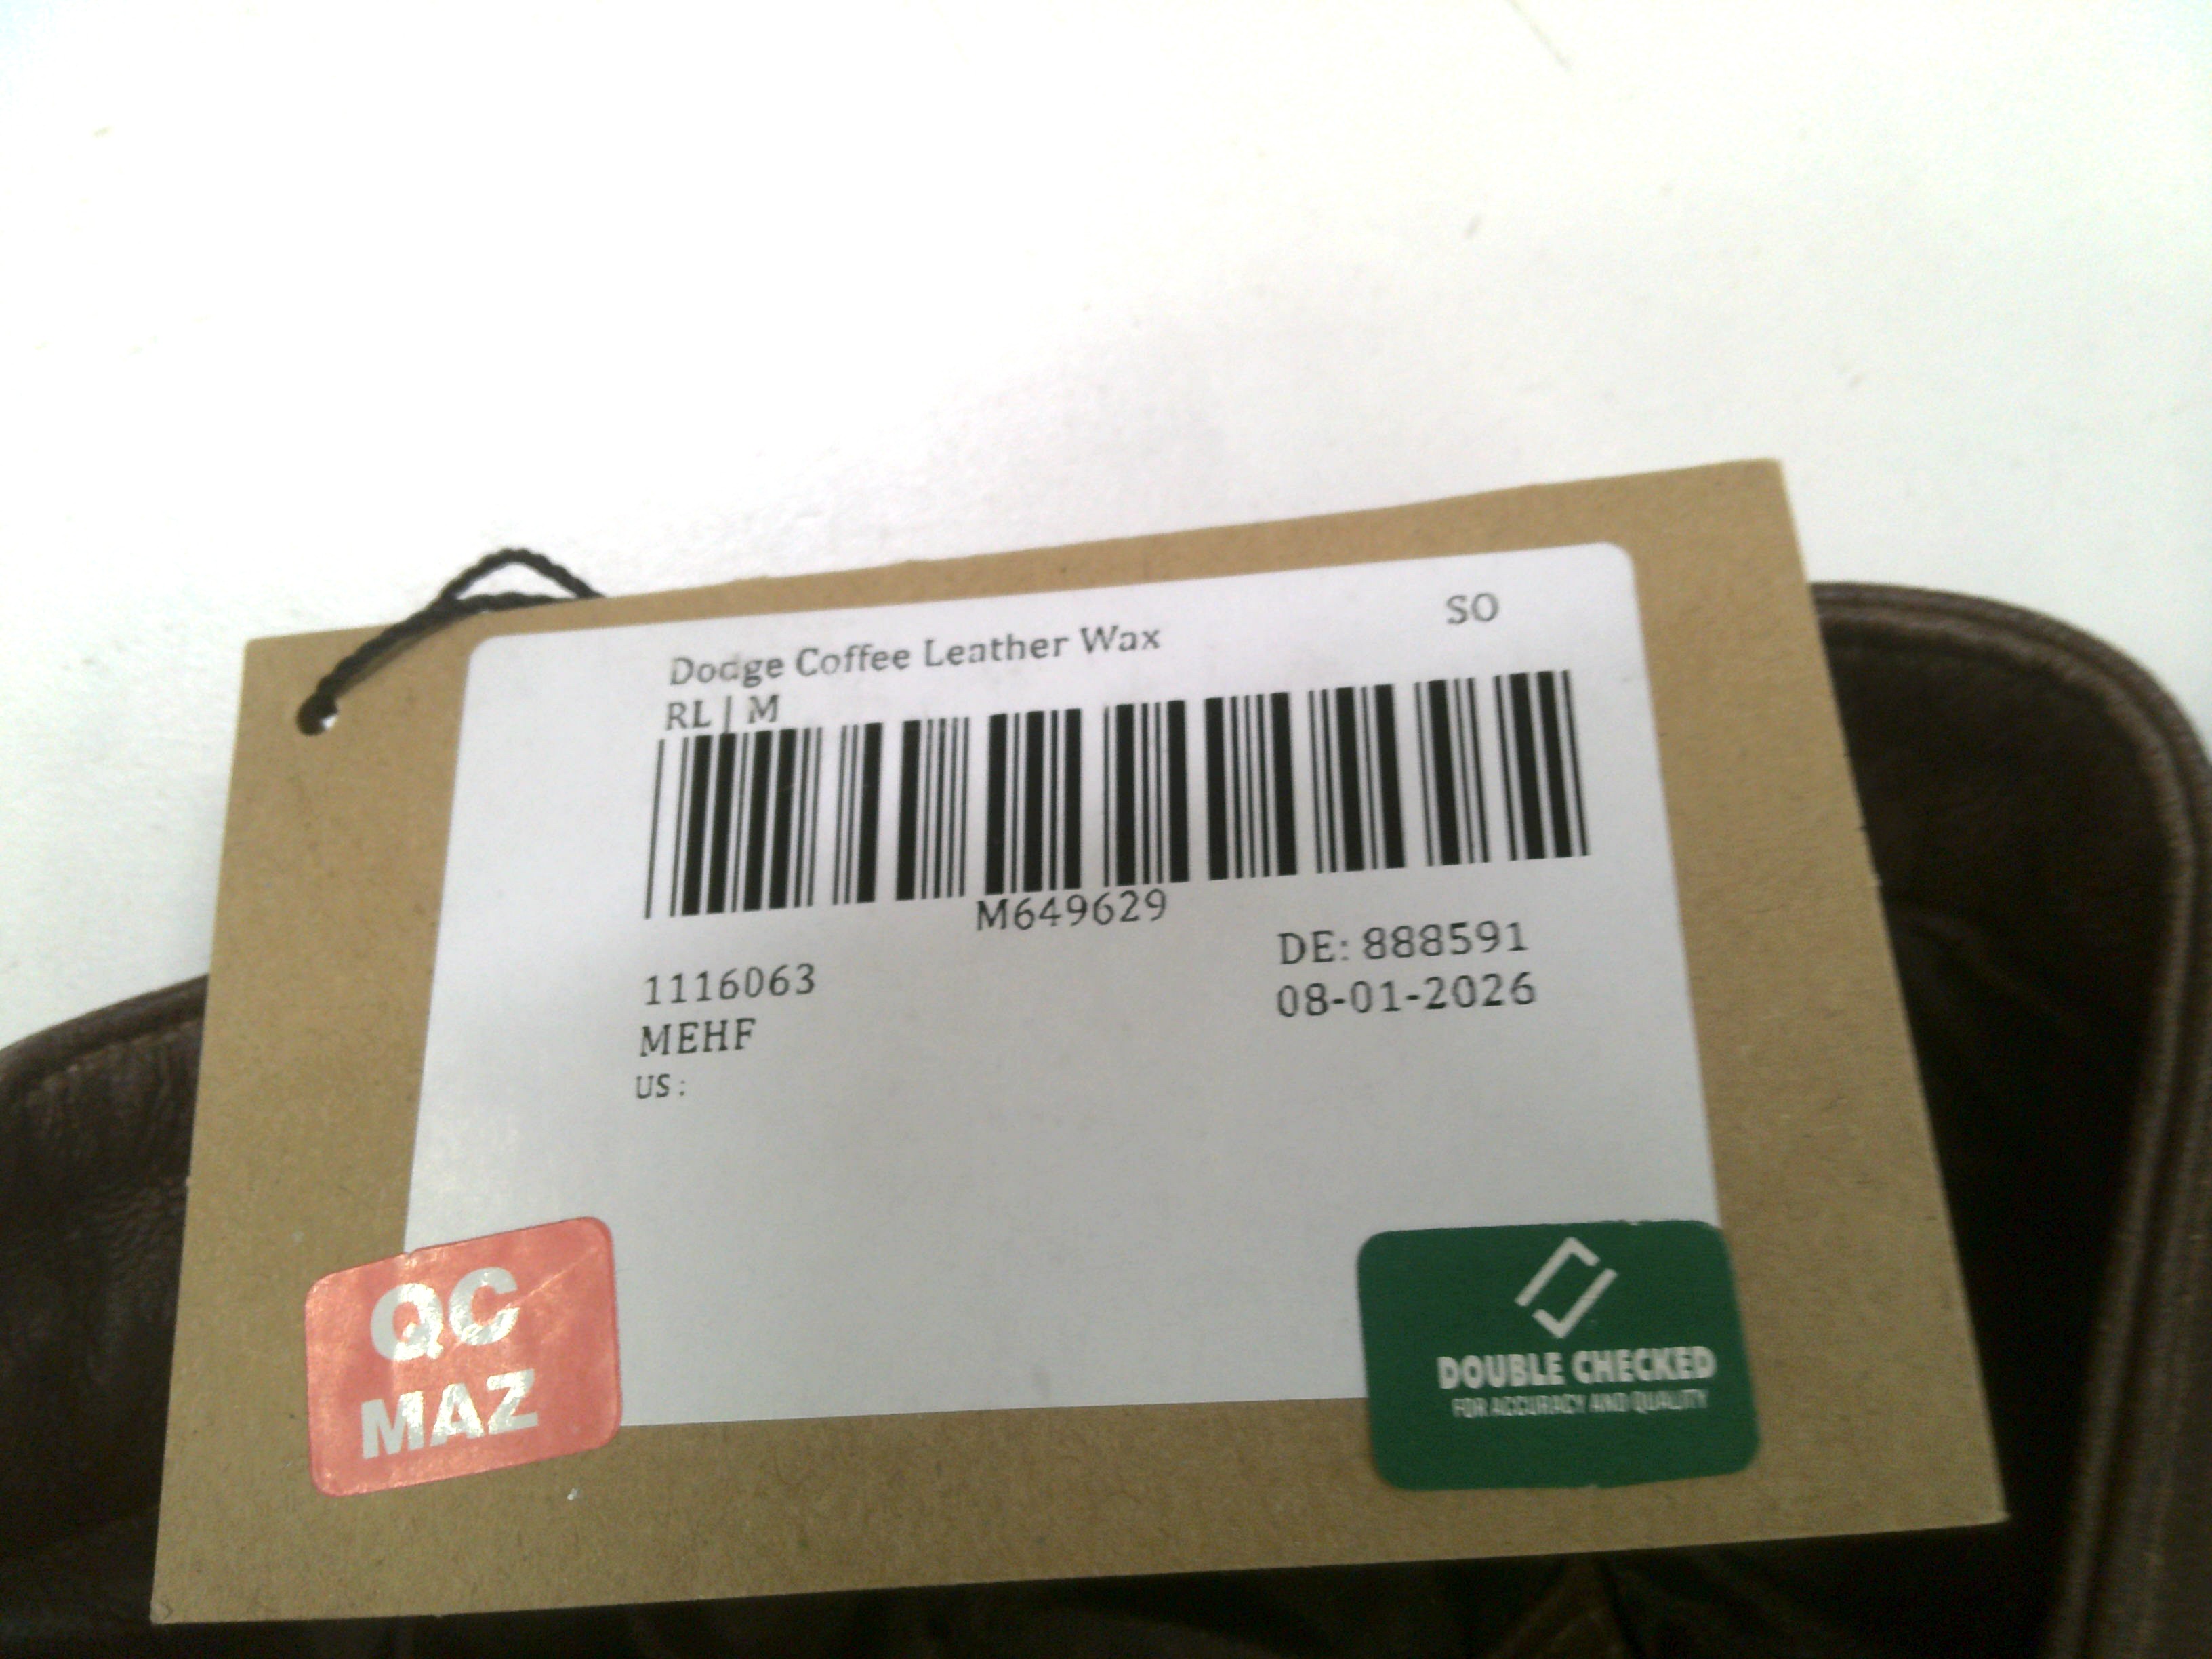 Dodge Coffee Leather Wax SO
RL | M
M649629
1116063 DE: 888591
MEHF 08-01-2026
US :
QC
MAZ
DOUBLE CHECKED
FOR ACCURACY AND QUALITY